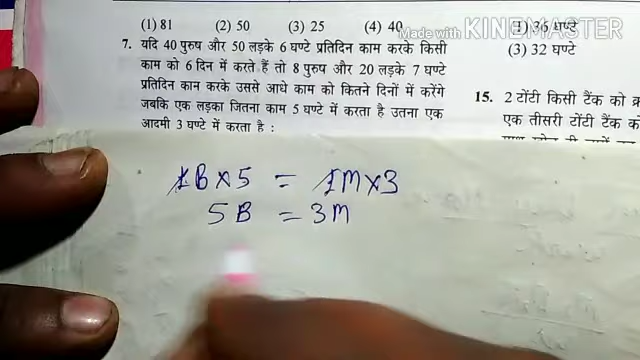 (1) 81 (2) 50 (3) 25 (4) 40
7. यदि 40 पुरुष और 50 लड़के 6 घण्टे प्रतिदिन काम करके किसी
काम को 6 दिन में करते हैं तो 8 पुरुष और 20 लड़के 7 घण्टे
प्रतिदिन काम करके उससे आधे काम को कितने दिनों में करेंगे
जबकि एक लड़का जितना काम 5 घण्टे में करता है उतना एक
आदमी 3 घण्टे में करता है :
1B×5 = 1M×3
5B = 3M
Made with KINEMASTER
(1) 36 घण्टे
(3) 32 घण्टे
15. 2 टोंटी किसी टैंक को
एक तीसरी टोंटी टैंक को